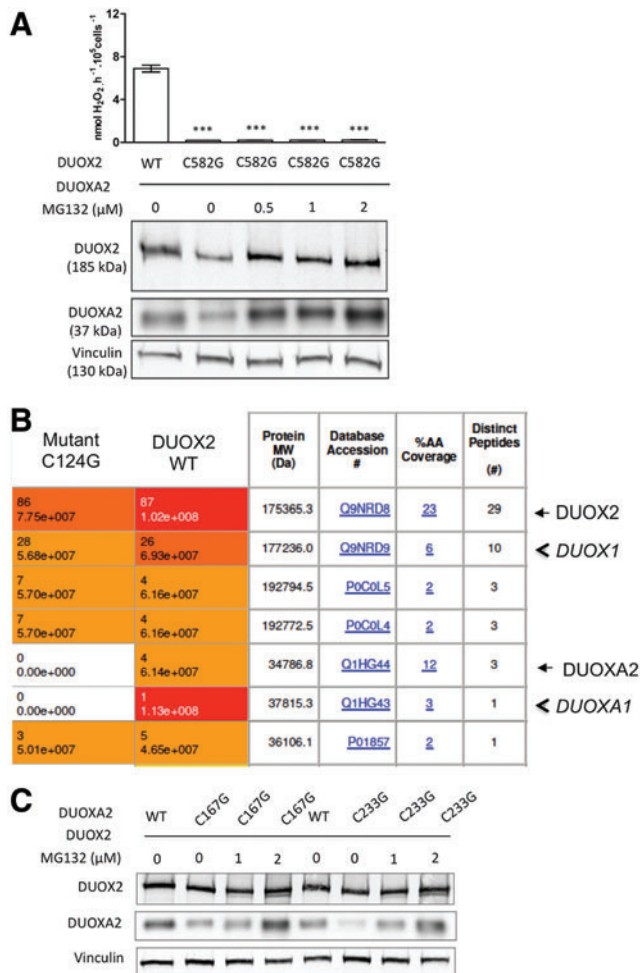 A
12
8
4
0
nmol H₂O₂.h⁻¹.10⁵cells⁻¹
*** *** *** ***
DUOX2 WT C582G C582G C582G C582G
DUOXA2
MG132 (μM) 0 0 0.5 1 2
DUOX2
(185 kDa)
DUOXA2
(37 kDa)
Vinculin
(130 kDa)
B
Mutant C124G DUOX2 WT Protein MW (Da) Database Accession # %AA Coverage Distinct Peptides (#)
86 87
7.75e+007 1.02e+008 175365.3 Q9NRD8 23 29 DUOX2
28 26
5.68e+007 6.93e+007 177236.0 Q9NRD9 6 10 DUOX1
7 4
5.70e+007 6.16e+007 192794.5 P0C0L5 2 3
7 4
5.70e+007 6.16e+007 192772.5 P0C0L4 2 3
0 4
0.00e+000 6.14e+007 34786.8 Q1HG44 12 3 DUOXA2
0 1
0.00e+000 1.13e+008 37815.3 Q1HG43 3 1 DUOXA1
3 5
5.01e+007 4.65e+007 36106.1 P01857 2 1
C
DUOXA2 WT C167G C167G C167G WT C233G C233G C233G
DUOX2
MG132 (μM) 0 0 1 2 0 0 1 2
DUOX2
DUOXA2
Vinculin